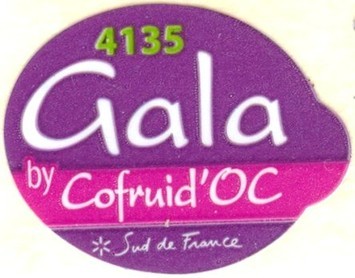 4135
Gala
by Cofruid'OC
Sud de France